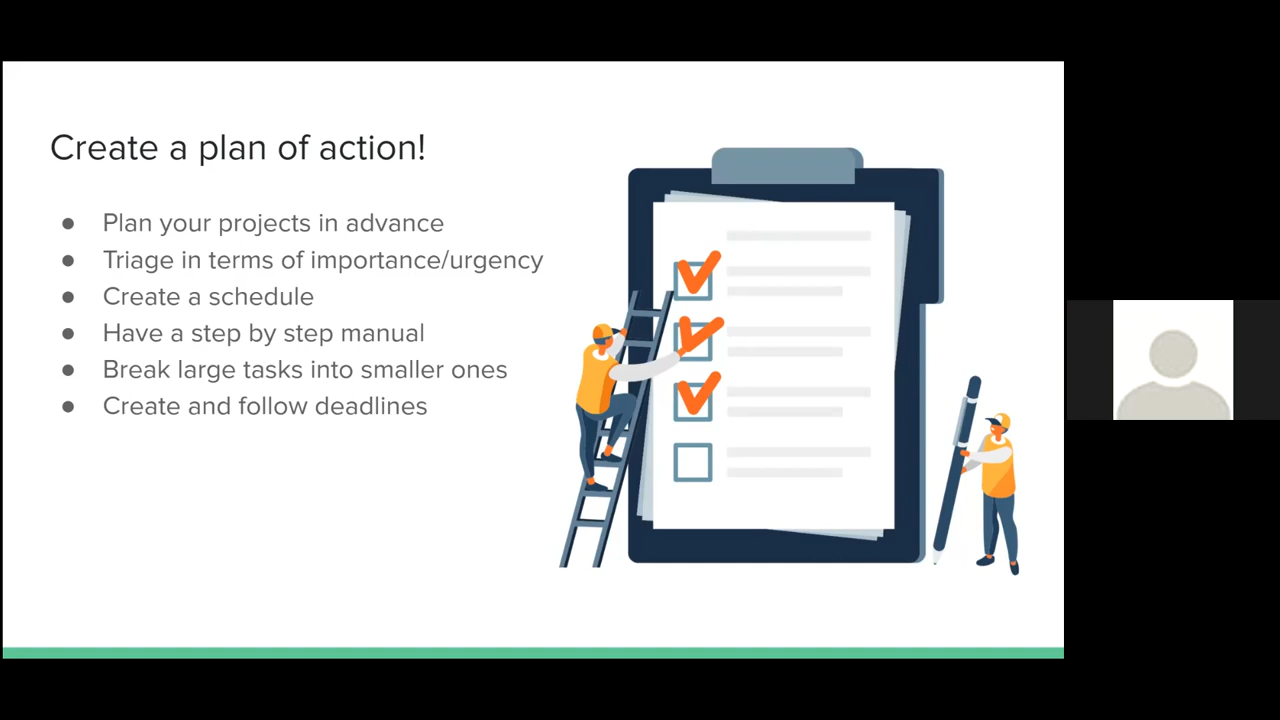 Create a plan of action!
● Plan your projects in advance
● Triage in terms of importance/urgency
● Create a schedule
● Have a step by step manual
● Break large tasks into smaller ones
● Create and follow deadlines